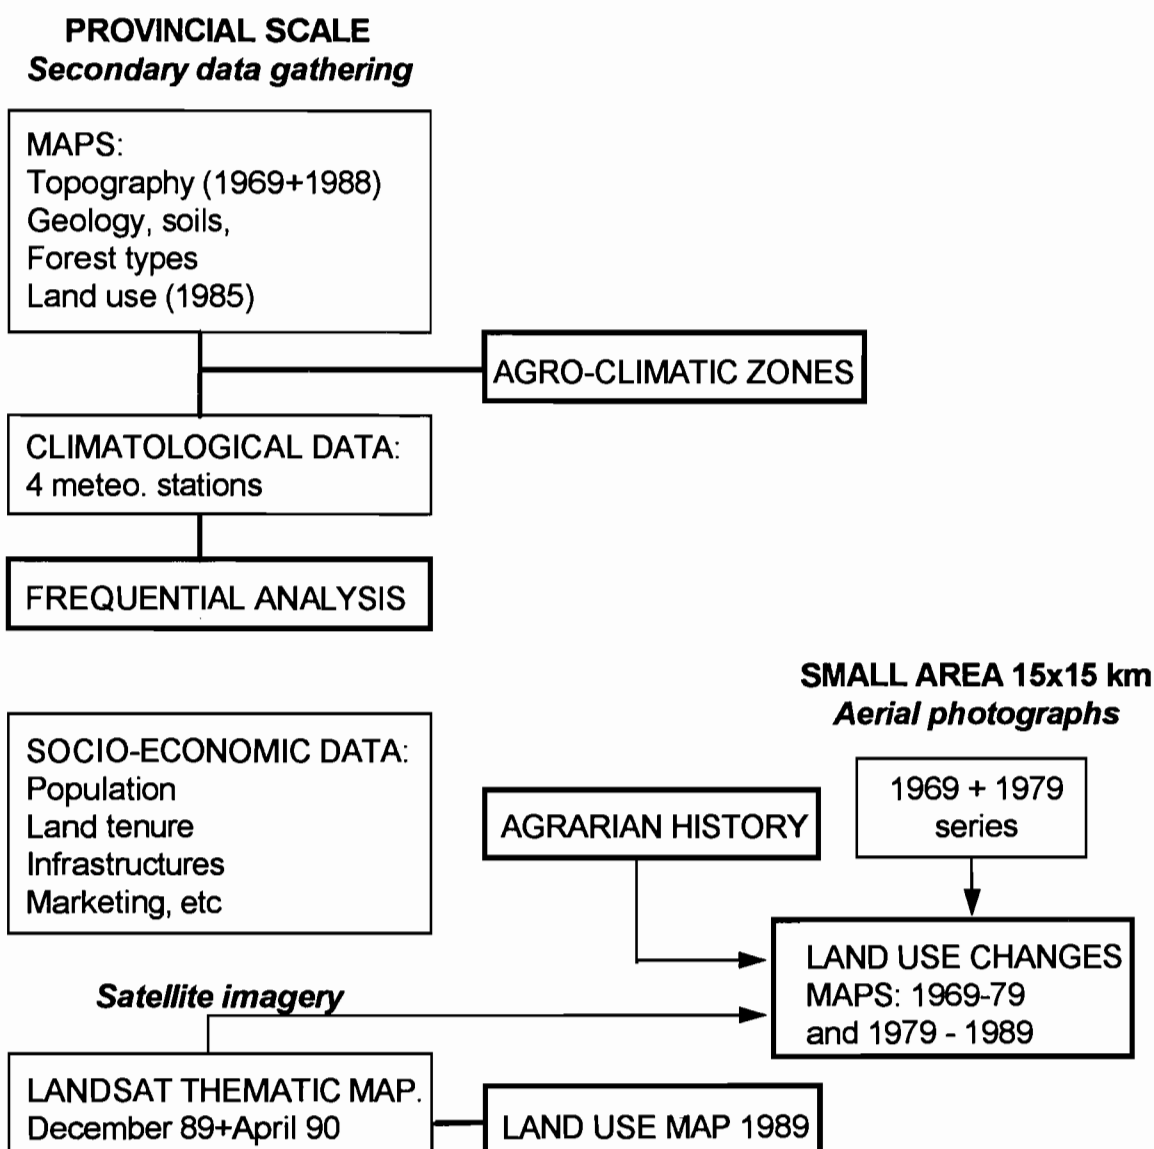 PROVINCIAL SCALE
Secondary data gathering
MAPS:
Topography (1969+1988)
Geology, soils,
Forest types
Land use (1985)
AGRO-CLIMATIC ZONES
CLIMATOLOGICAL DATA:
4 meteo. stations
FREQUENTIAL ANALYSIS
SMALL AREA 15x15 km
Aerial photographs
SOCIO-ECONOMIC DATA:
Population
Land tenure
Infrastructures
Marketing, etc
AGRARIAN HISTORY
1969 + 1979
series
LAND USE CHANGES
MAPS: 1969-79
and 1979 - 1989
Satellite imagery
LANDSAT THEMATIC MAP.
December 89+April 90
LAND USE MAP 1989